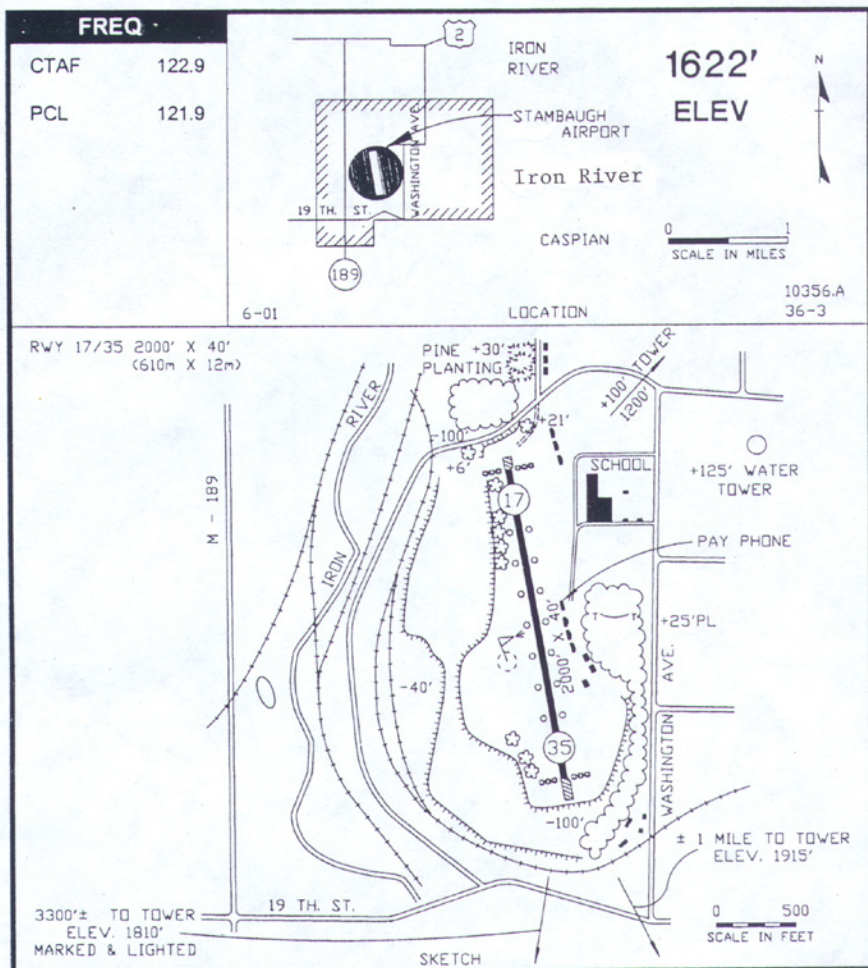 FREQ
CTAF 122.9
PCL 121.9
2
IRON
RIVER
STAMBAUGH
AIRPORT
WASHINGTON AVE.
Iron River
19 TH. ST.
CASPIAN
189
1622'
ELEV
N
0 1
SCALE IN MILES
6-01
LOCATION
10356.A
36-3
RWY 17/35 2000' X 40'
(610m X 12m)
PINE +30'
PLANTING
+100' TOWER
1200'
RIVER
-100'
+21'
+6'
SCHOOL
+125' WATER
TOWER
M - 189
17
PAY PHONE
IRON
2000' X 40'
+25'PL
-40'
WASHINGTON AVE.
35
-100'
± 1 MILE TO TOWER
ELEV. 1915'
19 TH. ST.
3300'± TO TOWER
ELEV. 1810'
MARKED & LIGHTED
0 500
SCALE IN FEET
SKETCH